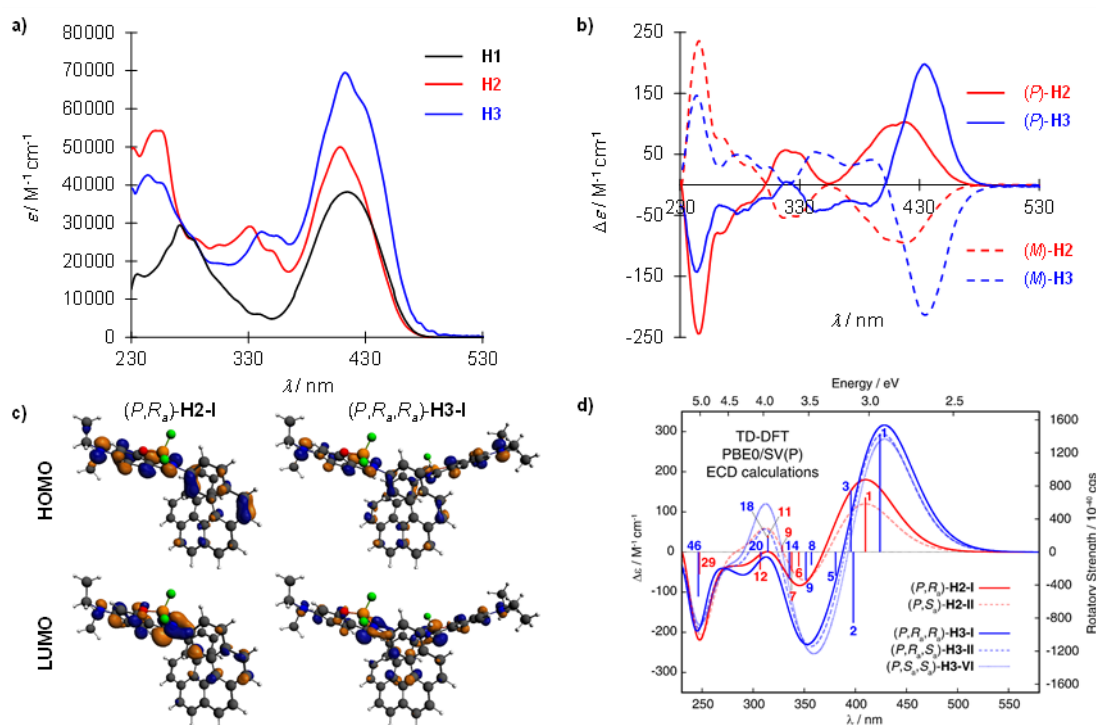 a)
80000
70000
60000
50000
40000
30000
20000
10000
0
ε/ M⁻¹ cm⁻¹
230 330 430 530
λ/ nm
H1
H2
H3
b)
250
150
50
-50
-150
-250
Δε / M⁻¹ cm⁻¹
230 330 430 530
λ / nm
(P)-H2
(P)-H3
(M)-H2
(M)-H3
c)
(P,Rₐ)-H2-I (P,Rₐ,Rₐ)-H3-I
HOMO
LUMO
d)
Energy / eV
5.0 4.5 4.0 3.5 3.0 2.5
TD-DFT
PBE0/SV(P)
ECD calculations
300
200
100
0
-100
-200
-300
Δε / M⁻¹ cm⁻¹
1600
1200
800
400
0
-400
-800
-1200
-1600
Rotatory Strength / 10⁻⁴⁰ cgs
1
3
1
18
11
9
46
29
20
12
14
8
6
7
9
5
2
(P,Rₐ)-H2-I
(P,Sₐ)-H2-II
(P,Rₐ,Rₐ)-H3-I
(P,Rₐ,Sₐ)-H3-II
(P,Sₐ,Sₐ)-H3-VI
250 300 350 400 450 500 550
λ / nm